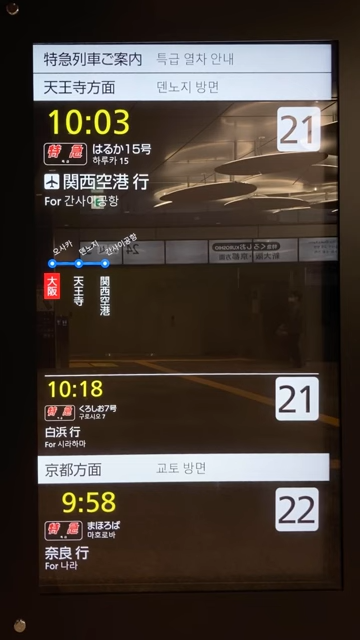 特急列車ご案内 특급 열차 안내
天王寺方面 덴노지 방면
10:03 21
特急 はるか15号
하루카 15
関西空港 行
For 간사이공항
오사카 덴노지 간사이공항
大阪 天王寺 関西空港
10:18 21
特急 くろしお7号
구로시오 7
白浜 行
For 시라하마
京都方面 교토 방면
9:58 22
特急 まほろば
마호로바
奈良 行
For 나라